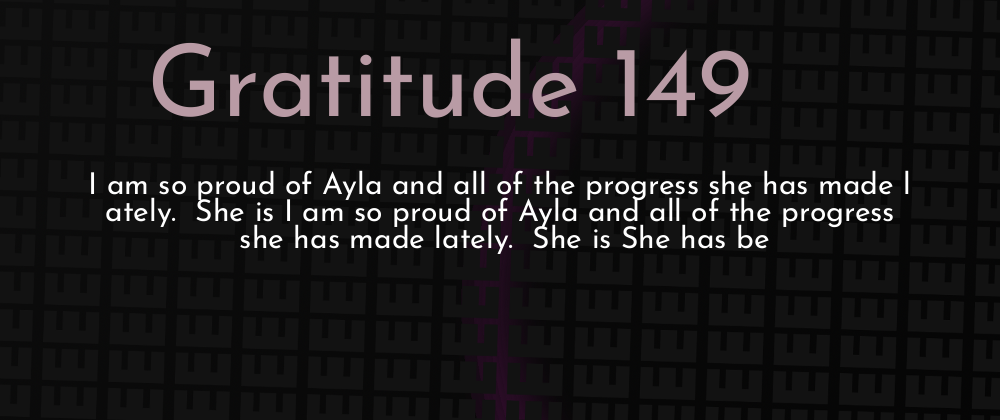 Gratitude 149
I am so proud of Ayla and all of the progress she has made l
ately.  She is I am so proud of Ayla and all of the progress
she has made lately.  She is She has be